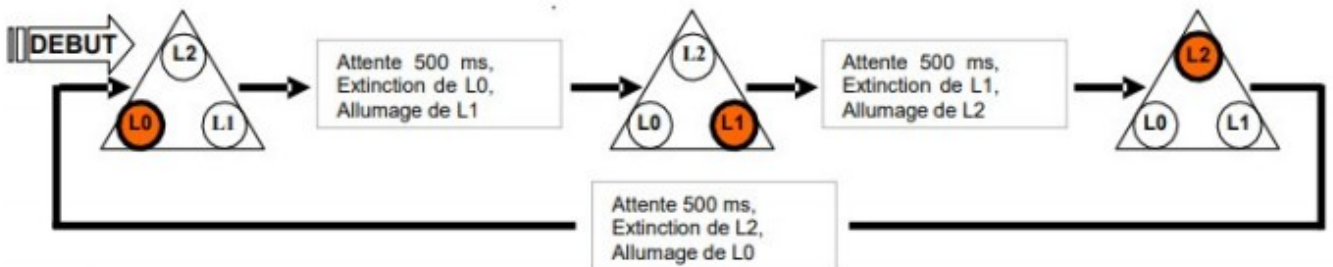 DEBUT
L2
L0
L1
Attente 500 ms,
Extinction de L0,
Allumage de L1
L2
L0
L1
Attente 500 ms,
Extinction de L1,
Allumage de L2
L2
L0
L1
Attente 500 ms,
Extinction de L2,
Allumage de L0